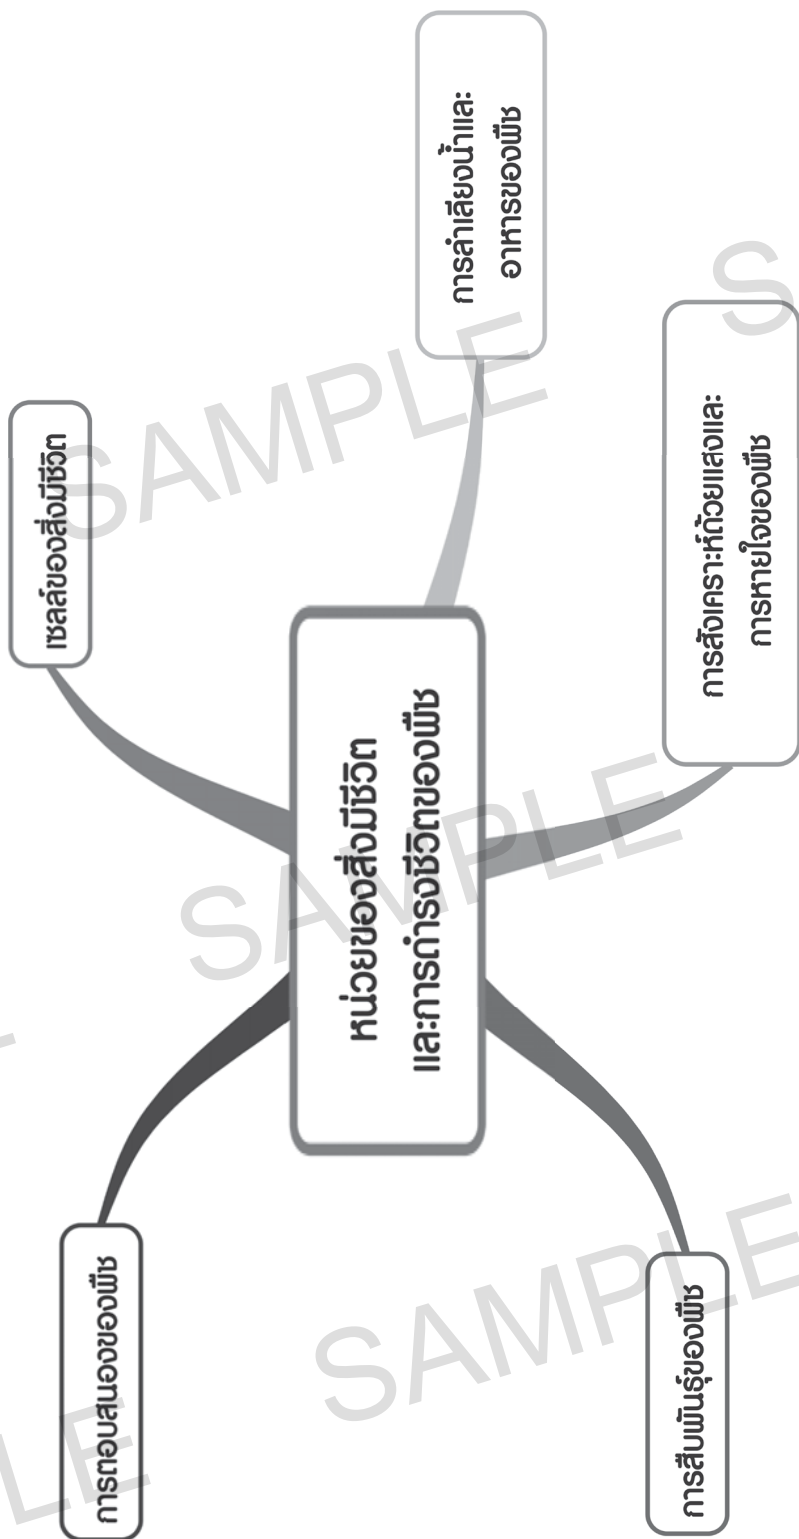 หน่วยของสิ่งมีชีวิต
และการดำรงชีวิตของพืช
เซลล์ของสิ่งมีชีวิต
การลำเลียงน้ำและ
อาหารของพืช
การสังเคราะห์ด้วยแสงและ
การหายใจของพืช
การสืบพันธุ์ของพืช
การตอบสนองของพืช
SAMPLE
SAMPLE
SAMPLE
S
LE